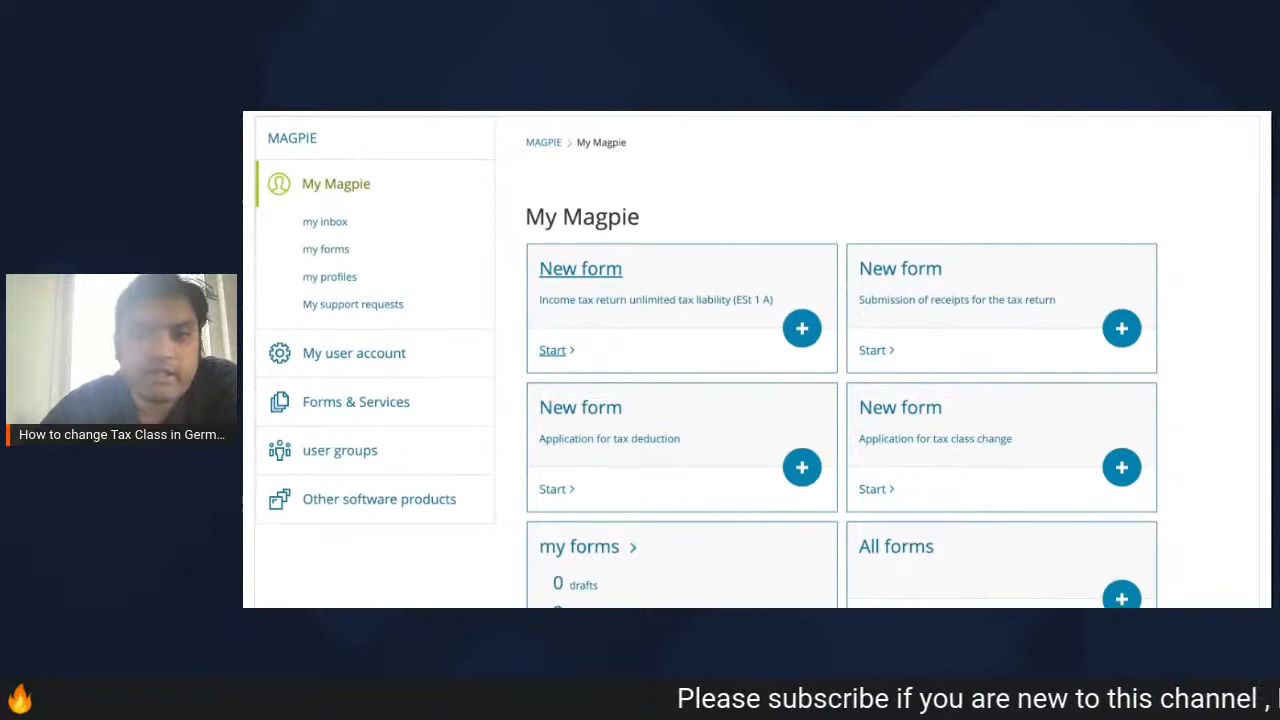 MAGPIE
My Magpie
my inbox
my forms
my profiles
My support requests
My user account
Forms & Services
user groups
Other software products
MAGPIE > My Magpie
My Magpie
New form
Income tax return unlimited tax liability (ESt 1 A)
Start >
New form
Submission of receipts for the tax return
Start >
New form
Application for tax deduction
Start >
New form
Application for tax class change
Start >
my forms >
0 drafts
All forms
How to change Tax Class in Germ...
Please subscribe if you are new to this channel ,